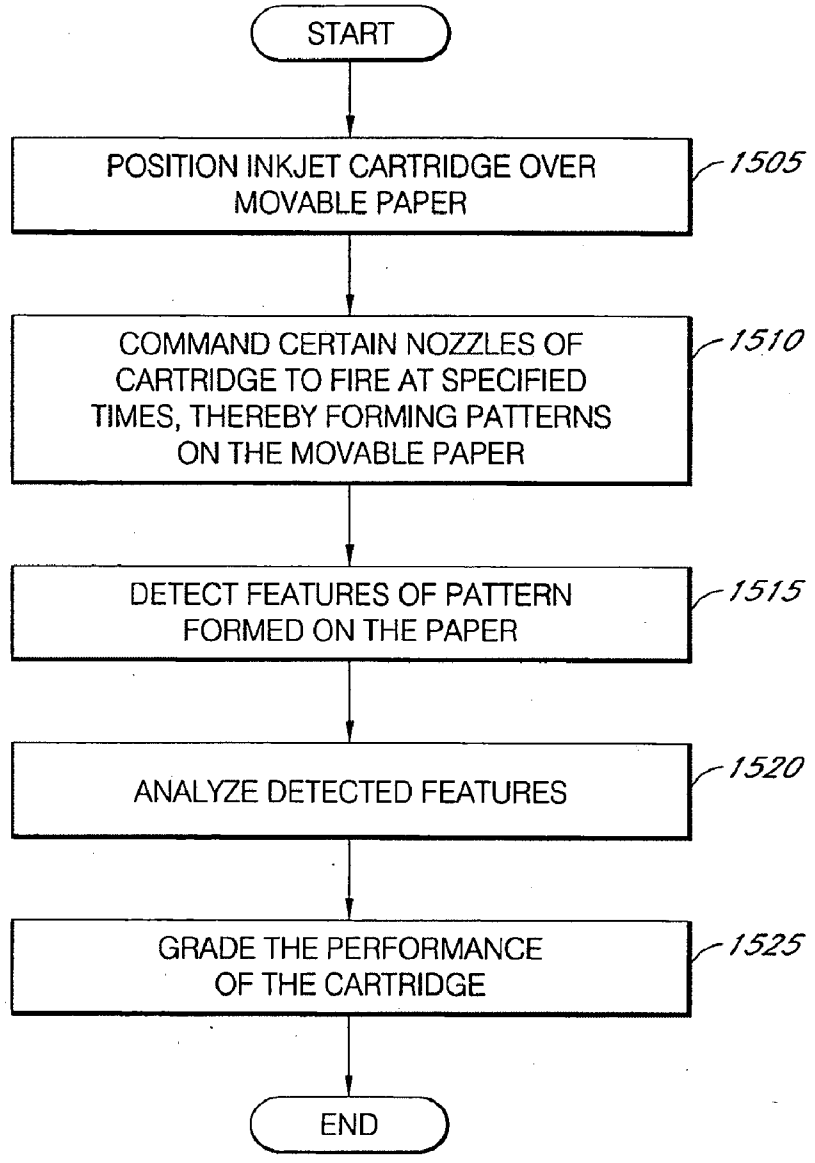 START
POSITION INKJET CARTRIDGE OVER
MOVABLE PAPER
1505
COMMAND CERTAIN NOZZLES OF
CARTRIDGE TO FIRE AT SPECIFIED
TIMES, THEREBY FORMING PATTERNS
ON THE MOVABLE PAPER
1510
DETECT FEATURES OF PATTERN
FORMED ON THE PAPER
1515
ANALYZE DETECTED FEATURES
1520
GRADE THE PERFORMANCE
OF THE CARTRIDGE
1525
END